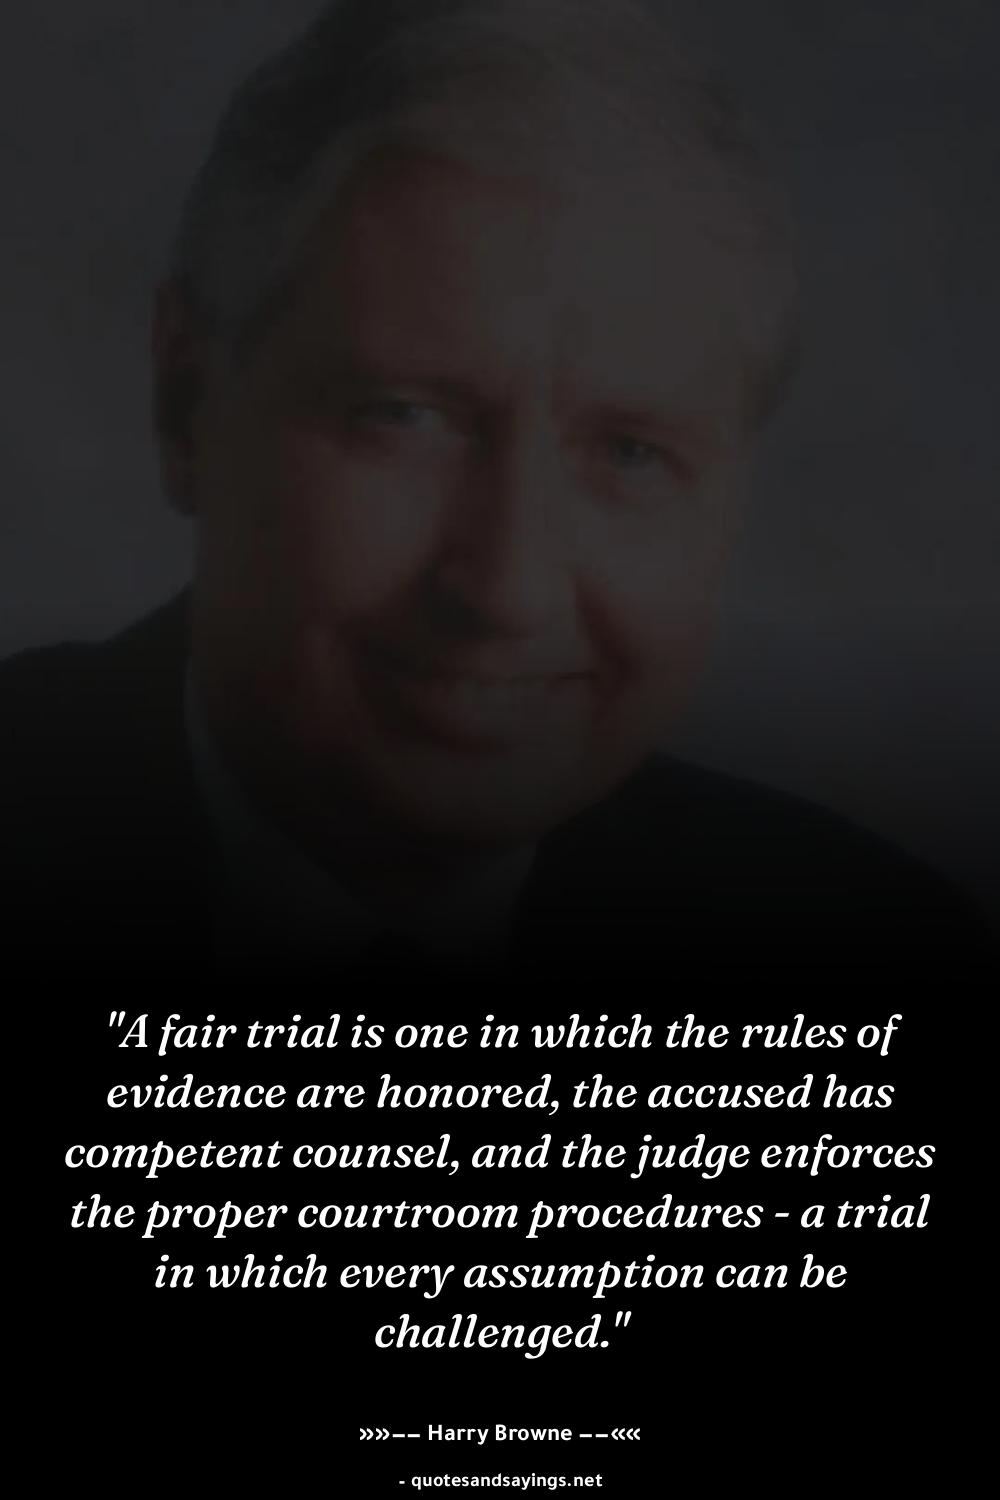 "A fair trial is one in which the rules of
evidence are honored, the accused has
competent counsel, and the judge enforces
the proper courtroom procedures - a trial
in which every assumption can be
challenged."
»»−− Harry Browne −−««
- quotesandsayings.net